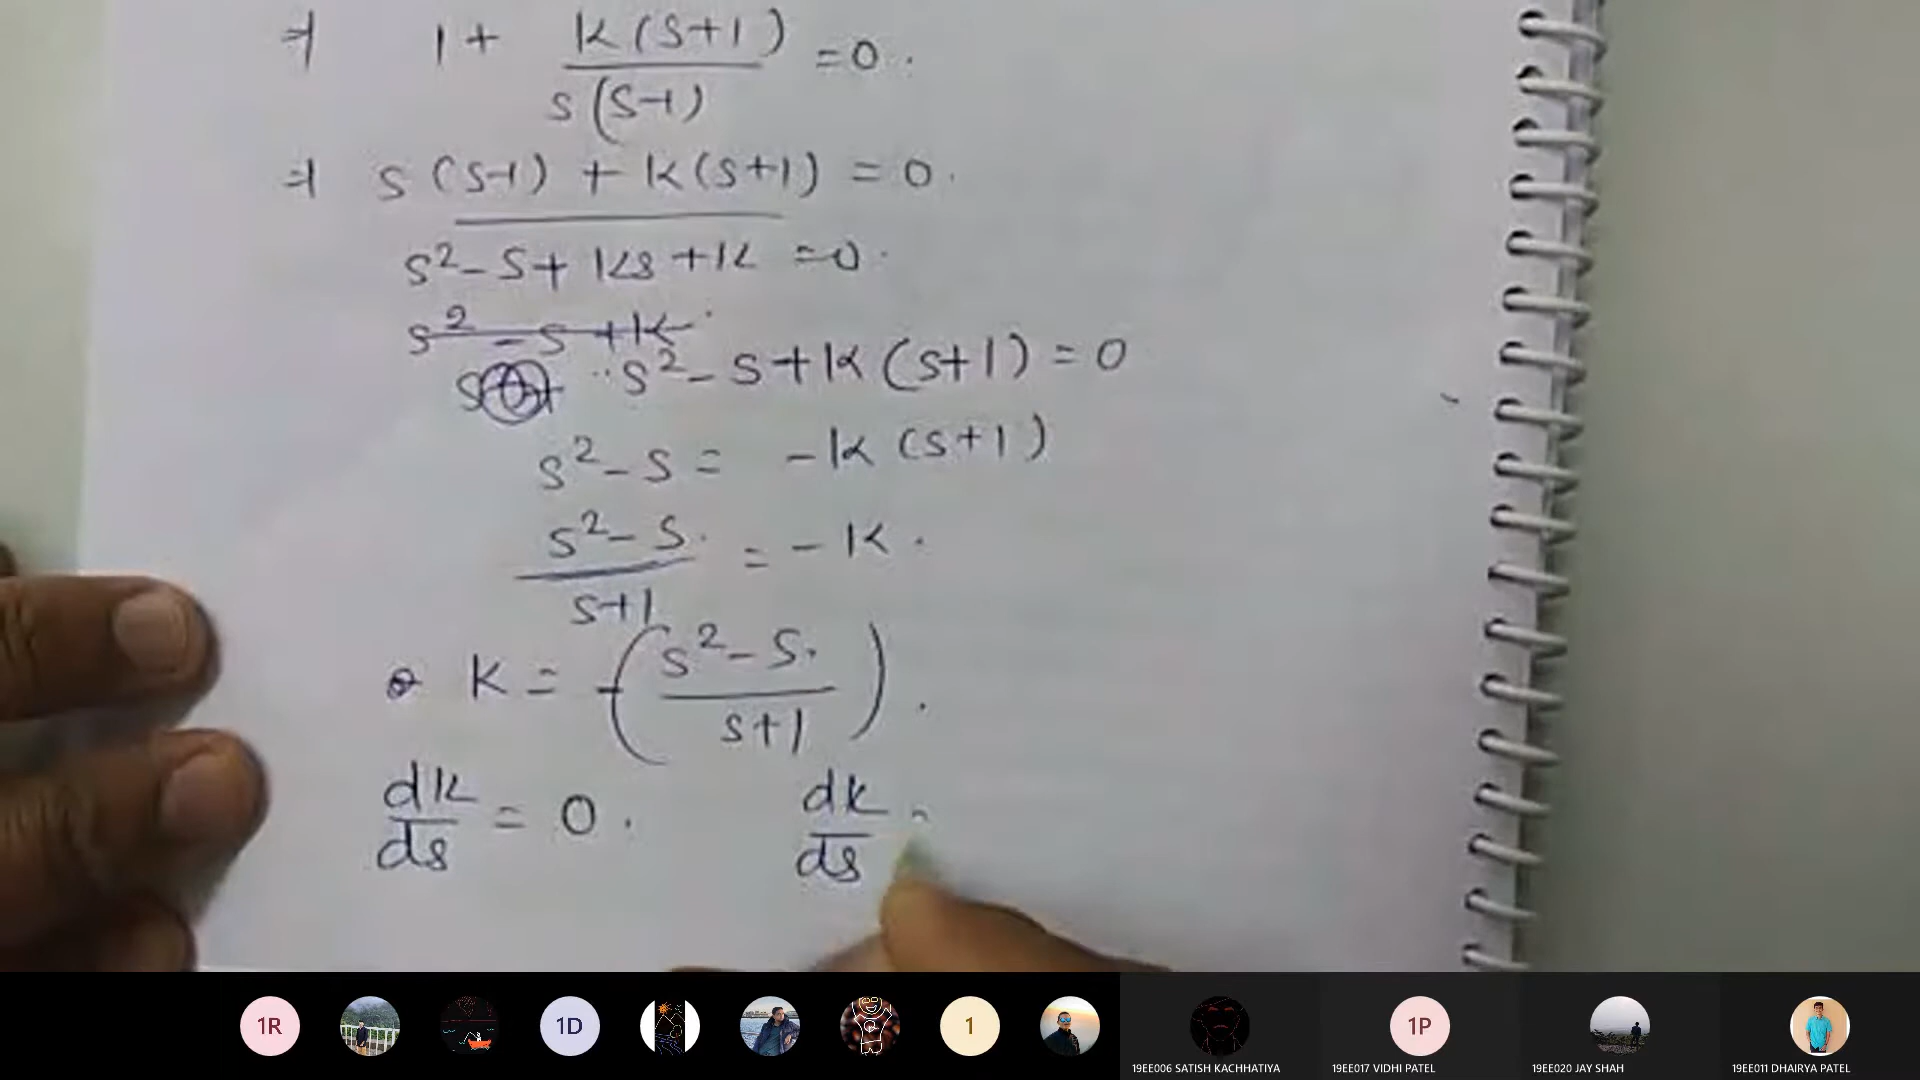 ⇒ 1 + K(S+1) / S(S-1) = 0.
⇒ S(S-1) + K(S+1) = 0.
S² - S + KS + K = 0.
S² - S + K
S² - S + K(S+1) = 0
S² - S = -K(S+1)
S² - S / S+1 = -K.
K = -(S² - S / S+1).
dK/ds = 0. dK/ds =
1R 1D 1 1P
19EE006 SATISH KACHHATIYA 19EE017 VIDHI PATEL 19EE020 JAY SHAH 19EE011 DHAIRYA PATEL